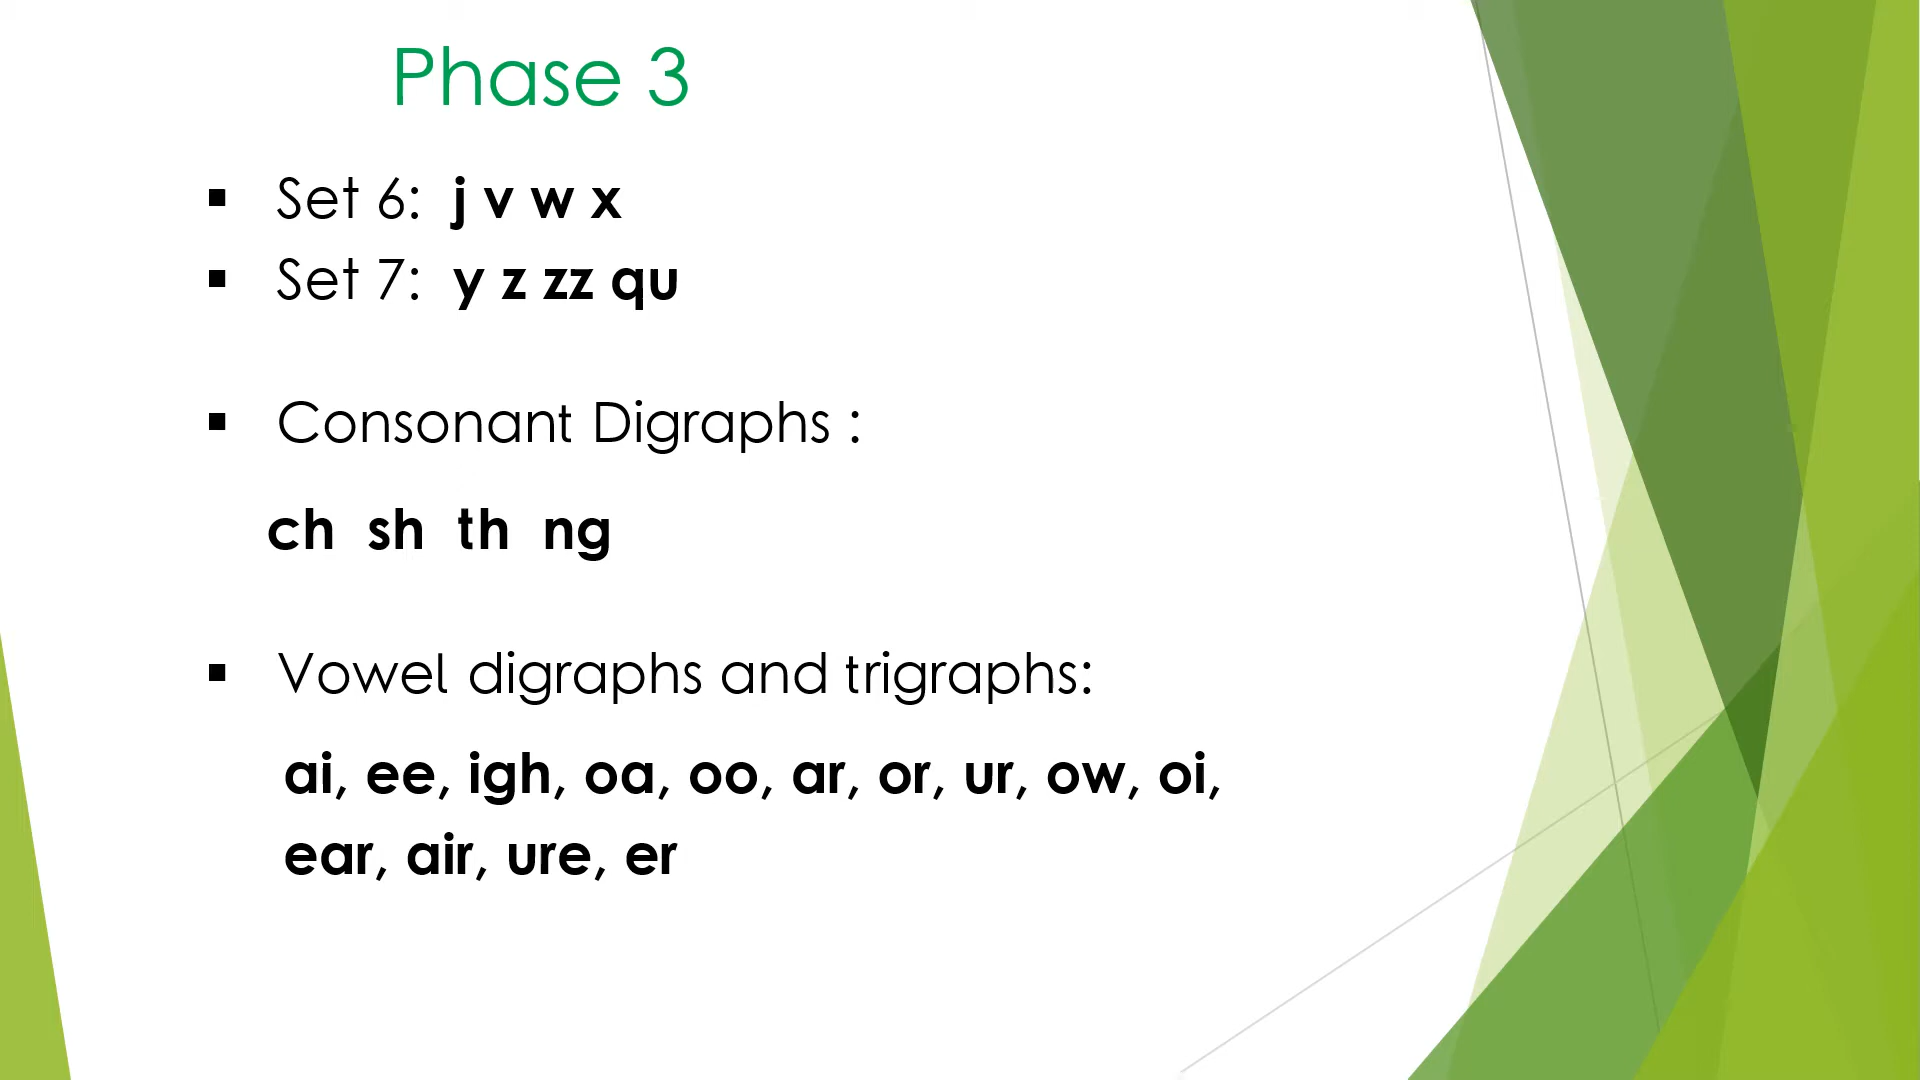 Phase 3
▪ Set 6: j v w x
▪ Set 7: y z zz qu
▪ Consonant Digraphs :
ch sh th ng
▪ Vowel digraphs and trigraphs:
ai, ee, igh, oa, oo, ar, or, ur, ow, oi,
ear, air, ure, er